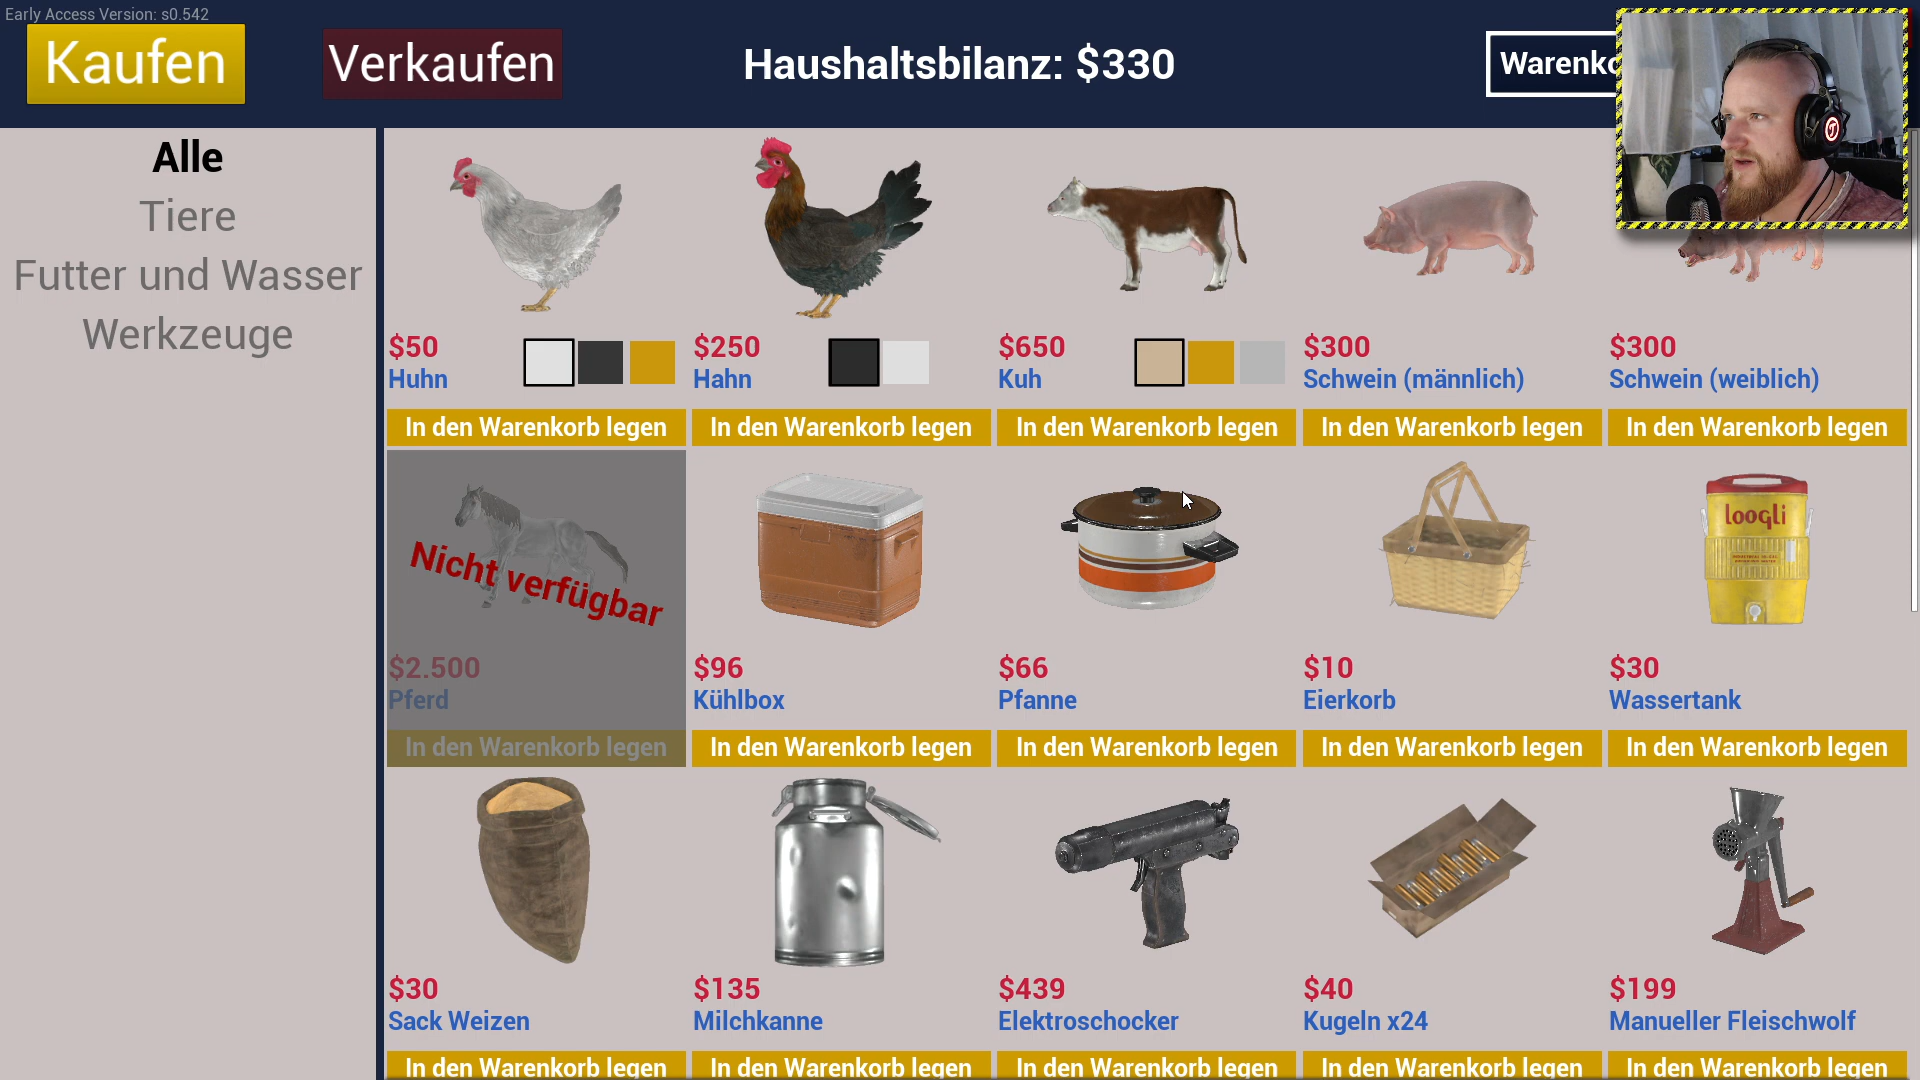 Early Access Version: s0.542
Kaufen
Verkaufen
Haushaltsbilanz: $330
Alle
Tiere
Futter und Wasser
Werkzeuge
$50
Huhn
In den Warenkorb legen
$250
Hahn
In den Warenkorb legen
$650
Kuh
In den Warenkorb legen
$300
Schwein (männlich)
In den Warenkorb legen
$300
Schwein (weiblich)
In den Warenkorb legen
Nicht verfügbar
$2.500
Pferd
In den Warenkorb legen
$96
Kühlbox
In den Warenkorb legen
$66
Pfanne
In den Warenkorb legen
$10
Eierkorb
In den Warenkorb legen
loogli
$30
Wassertank
In den Warenkorb legen
$30
Sack Weizen
In den Warenkorb legen
$135
Milchkanne
In den Warenkorb legen
$439
Elektroschocker
In den Warenkorb legen
$40
Kugeln x24
In den Warenkorb legen
$199
Manueller Fleischwolf
In den Warenkorb legen